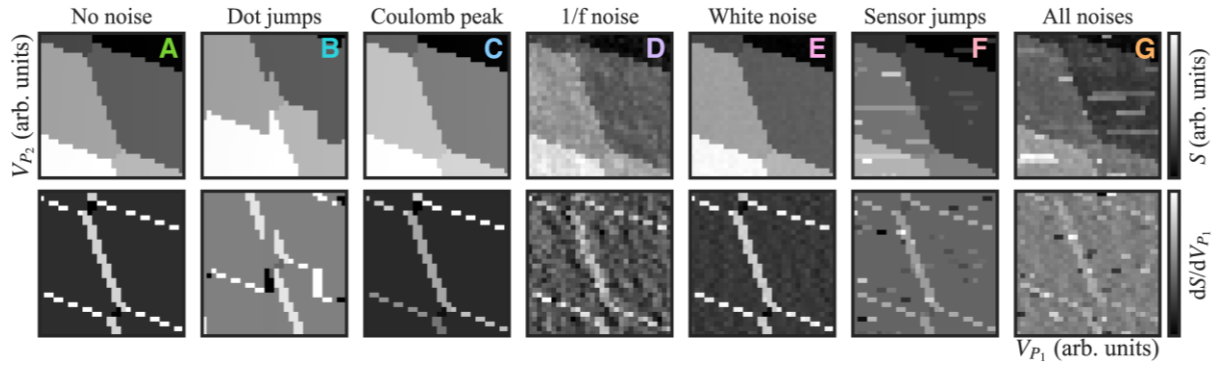 No noise Dot jumps Coulomb peak 1/f noise White noise Sensor jumps All noises
A B C D E F G
V_{P_2} (arb. units)
S (arb. units)
dS/dV_{P_1}
V_{P_1} (arb. units)